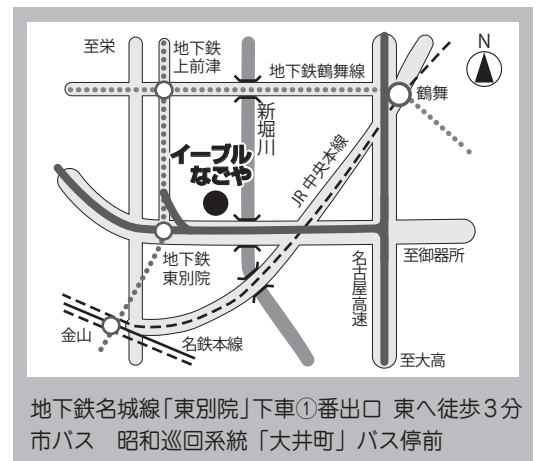 至栄
地下鉄
上前津
地下鉄鶴舞線
N
鶴舞
新堀川
イーブル
なごや
JR中央本線
地下鉄
東別院
名古屋高速
至御器所
金山
名鉄本線
至大高
地下鉄名城線「東別院」下車①番出口 東へ徒歩3分
市バス 昭和巡回系統「大井町」バス停前